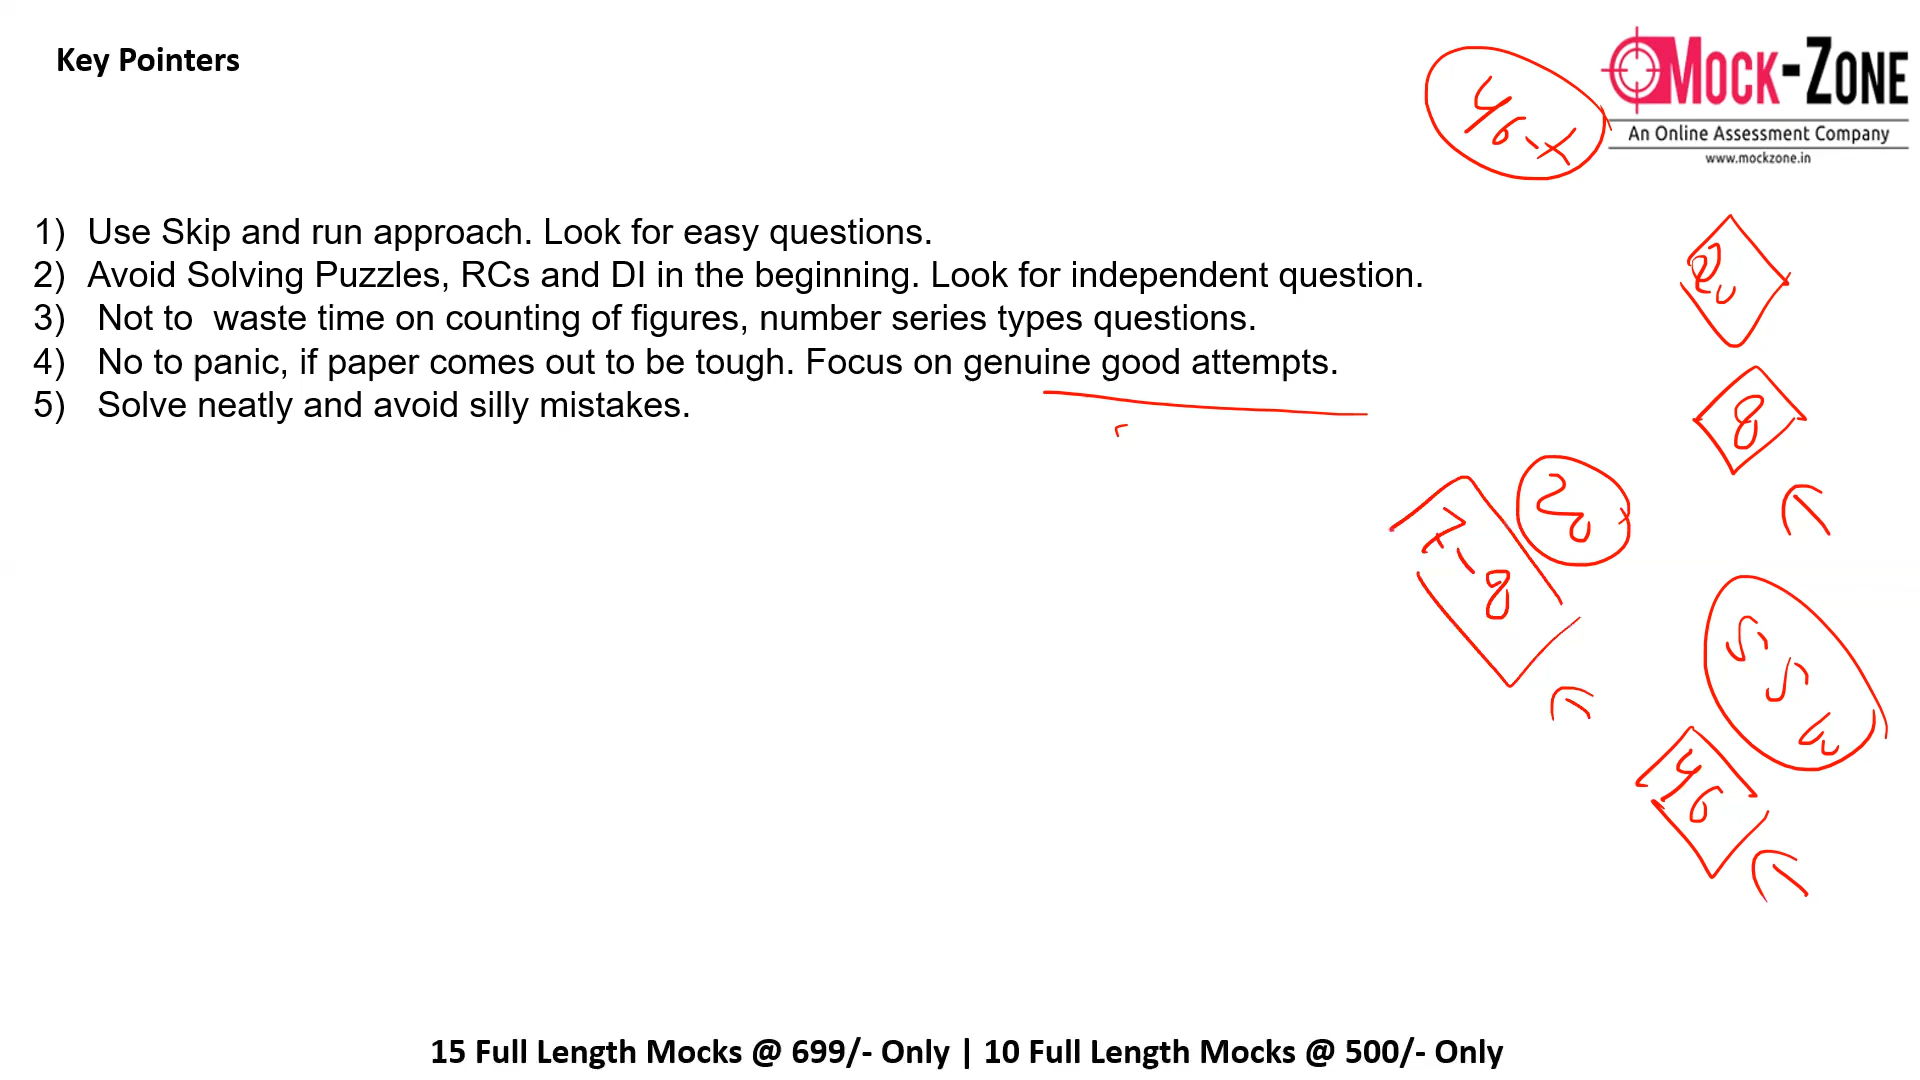 Key Pointers
46-x
MOCK-ZONE
An Online Assessment Company
www.mockzone.in
1) Use Skip and run approach. Look for easy questions.
2) Avoid Solving Puzzles, RCs and DI in the beginning. Look for independent question.
3) Not to waste time on counting of figures, number series types questions.
4) No to panic, if paper comes out to be tough. Focus on genuine good attempts.
5) Solve neatly and avoid silly mistakes.
8
20
7-8
46
15 Full Length Mocks @ 699/- Only | 10 Full Length Mocks @ 500/- Only